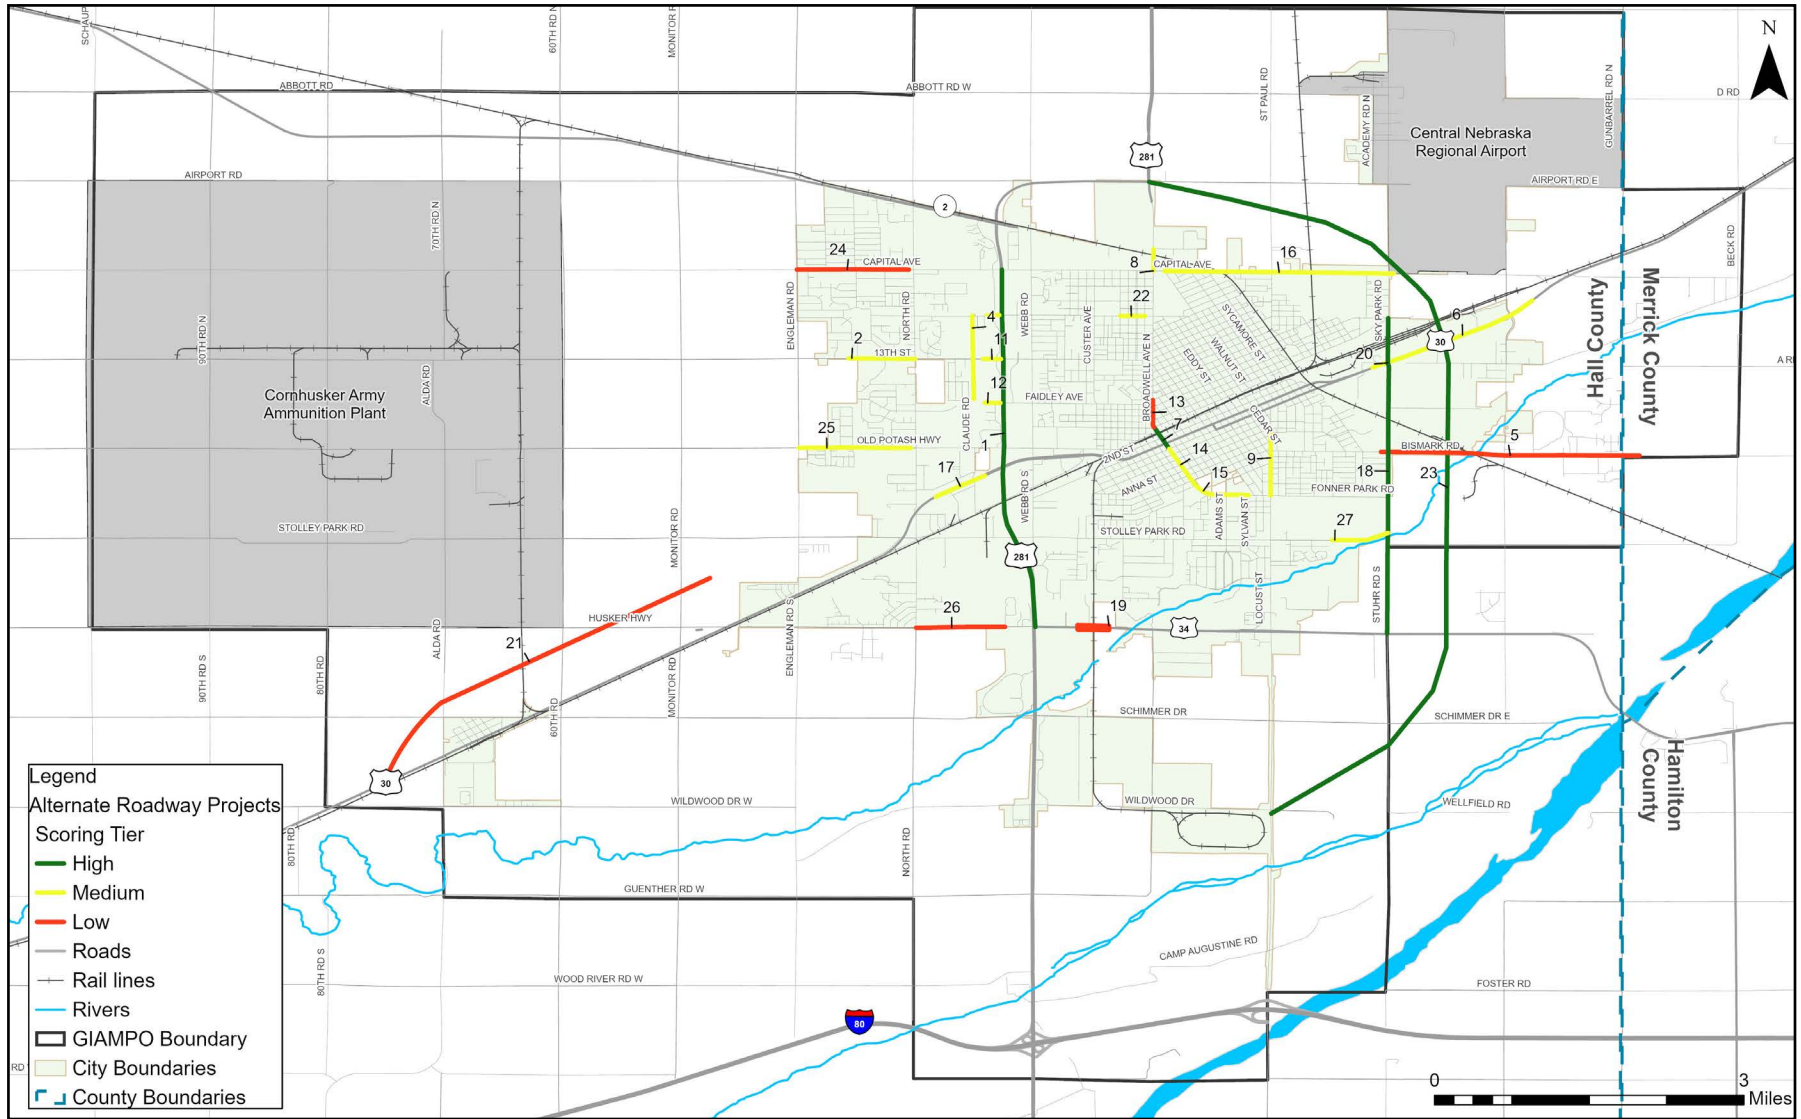 SCHAUP
60TH RD N
MONITOR R
N
ABBOTT RD
ABBOTT RD W
ST PAUL RD
ACADEMY RD N
GUNBARREL RD N
D RD
Central Nebraska
Regional Airport
281
AIRPORT RD
AIRPORT RD E
2
70TH RD N
BECK RD
24
CAPITAL AVE
8
CAPITAL AVE
16
Hall County
Merrick County
ENGLEMAN RD
NORTH RD
WEBB RD
CUSTER AVE
22
SYCAMORE ST
SKY PARK RD
6
4
2
13TH ST
11
WALNUT ST
EDDY ST
30
20
A R
90TH RD N
ALDA RD
Cornhusker Army
Ammunition Plant
12
FAIDLEY AVE
BROADWELL AVE N
13
CEDAR ST
25
OLD POTASH HWY
CLAUDE RD
1
7
2ND ST
14
9
BISMARK RD
5
17
WEBB RD S
ANNA ST
15
18
FONNER PARK RD
23
STOLLEY PARK RD
MONITOR RD
STOLLEY PARK RD
ADAMS ST
SYLVAN ST
27
281
HUSKER HWY
ENGLEMAN RD S
26
19
34
LOCUST ST
STUHR RD S
21
ALDA RD
90TH RD S
80TH RD
60TH RD
MONITOR RD
SCHIMMER DR
SCHIMMER DR E
Hamilton
County
30
WILDWOOD DR W
WILDWOOD DR
WELLFIELD RD
80TH RD
NORTH RD
GUENTHER RD W
80TH RD S
WOOD RIVER RD W
CAMP AUGUSTINE RD
FOSTER RD
80
RD
Legend
Alternate Roadway Projects
Scoring Tier
High
Medium
Low
Roads
Rail lines
Rivers
GIAMPO Boundary
City Boundaries
County Boundaries
0
3
Miles